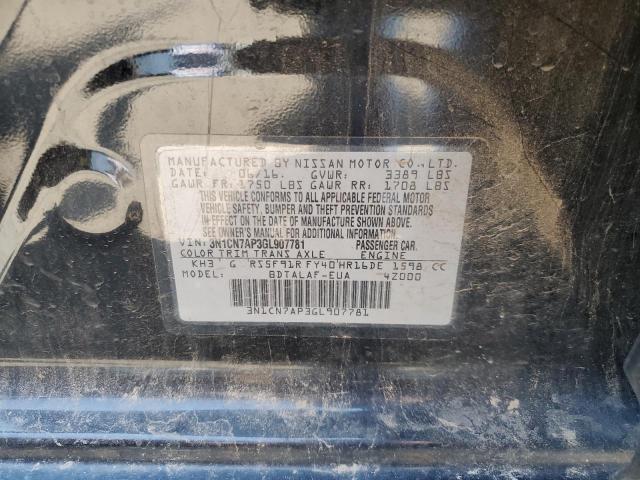 MANUFACTURED BY NISSAN MOTOR CO., LTD.
DATE: 06/16. GVWR: 3389 LBS
GAWR FR: 1750 LBS GAWR RR: 1708 LBS
THIS VEHICLE CONFORMS TO ALL APPLICABLE FEDERAL MOTOR
VEHICLE SAFETY, BUMPER AND THEFT PREVENTION STANDARDS
IN EFFECT ON THE DATE OF MANUFACTURE SHOWN ABOVE.
SEE OWNER'S MANUAL FOR ADDITIONAL INFORMATION.
VIN: 3N1CN7AP3GL907781 PASSENGER CAR.
COLOR TRIM TRANS AXLE ENGINE
KH3 G RS5F91R FY40 HR16DE 1598 CC
MODEL: BDTALAF-EUA 4Z000
3N1CN7AP3GL907781